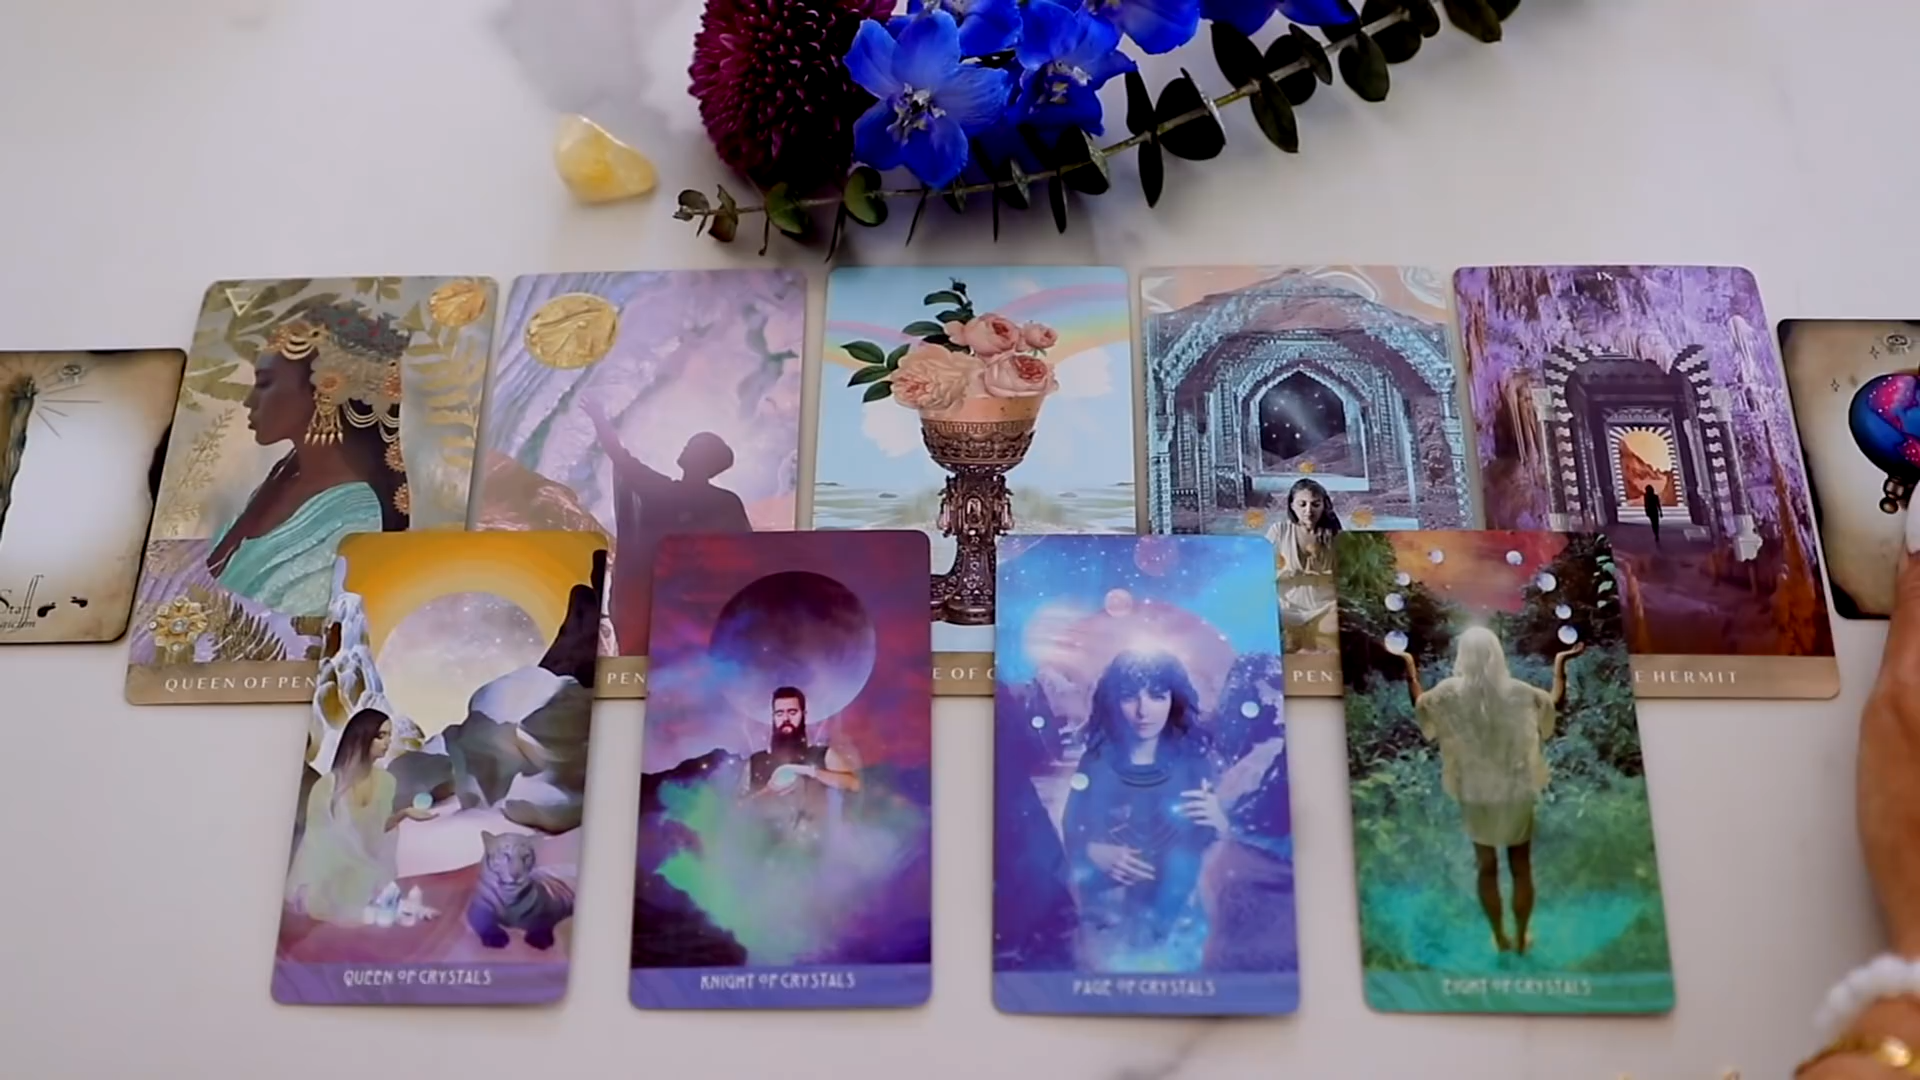 IX
Staff
QUEEN OF PEN
PEN
E OF C
PEN
E HERMIT
QUEEN OF CRYSTALS
KNIGHT OF CRYSTALS
PAGE OF CRYSTALS
EIGHT OF CRYSTALS